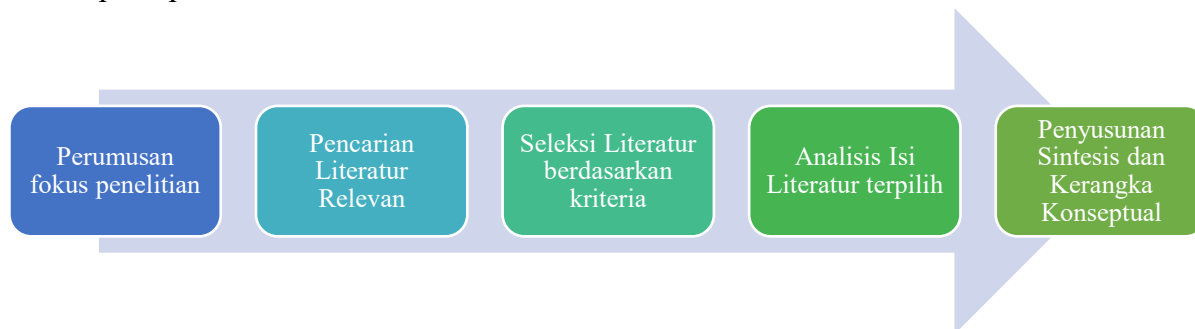 Perumusan
fokus penelitian
Pencarian
Literatur
Relevan
Seleksi Literatur
berdasarkan
kriteria
Analisis Isi
Literatur terpilih
Penyusunan
Sintesis dan
Kerangka
Konseptual